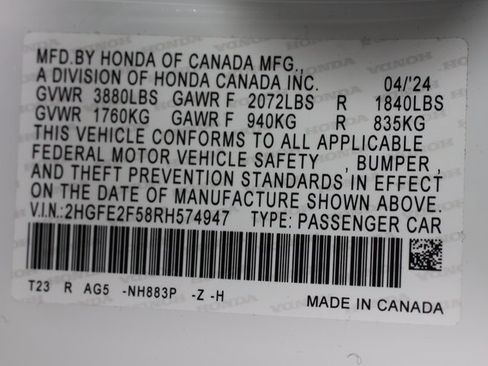 MFD.BY HONDA OF CANADA MFG.,
A DIVISION OF HONDA CANADA INC. 04/'24
GVWR 3880LBS GAWR F 2072LBS R 1840LBS
GVWR 1760KG GAWR F 940KG R 835KG
THIS VEHICLE CONFORMS TO ALL APPLICABLE
FEDERAL MOTOR VEHICLE SAFETY , BUMPER,
AND THEFT PREVENTION STANDARDS IN EFFECT
ON THE DATE OF MANUFACTURE SHOWN ABOVE.
V.I.N.:2HGFE2F58RH574947 TYPE: PASSENGER CAR
T23 R AG5 -NH883P -Z -H
MADE IN CANADA